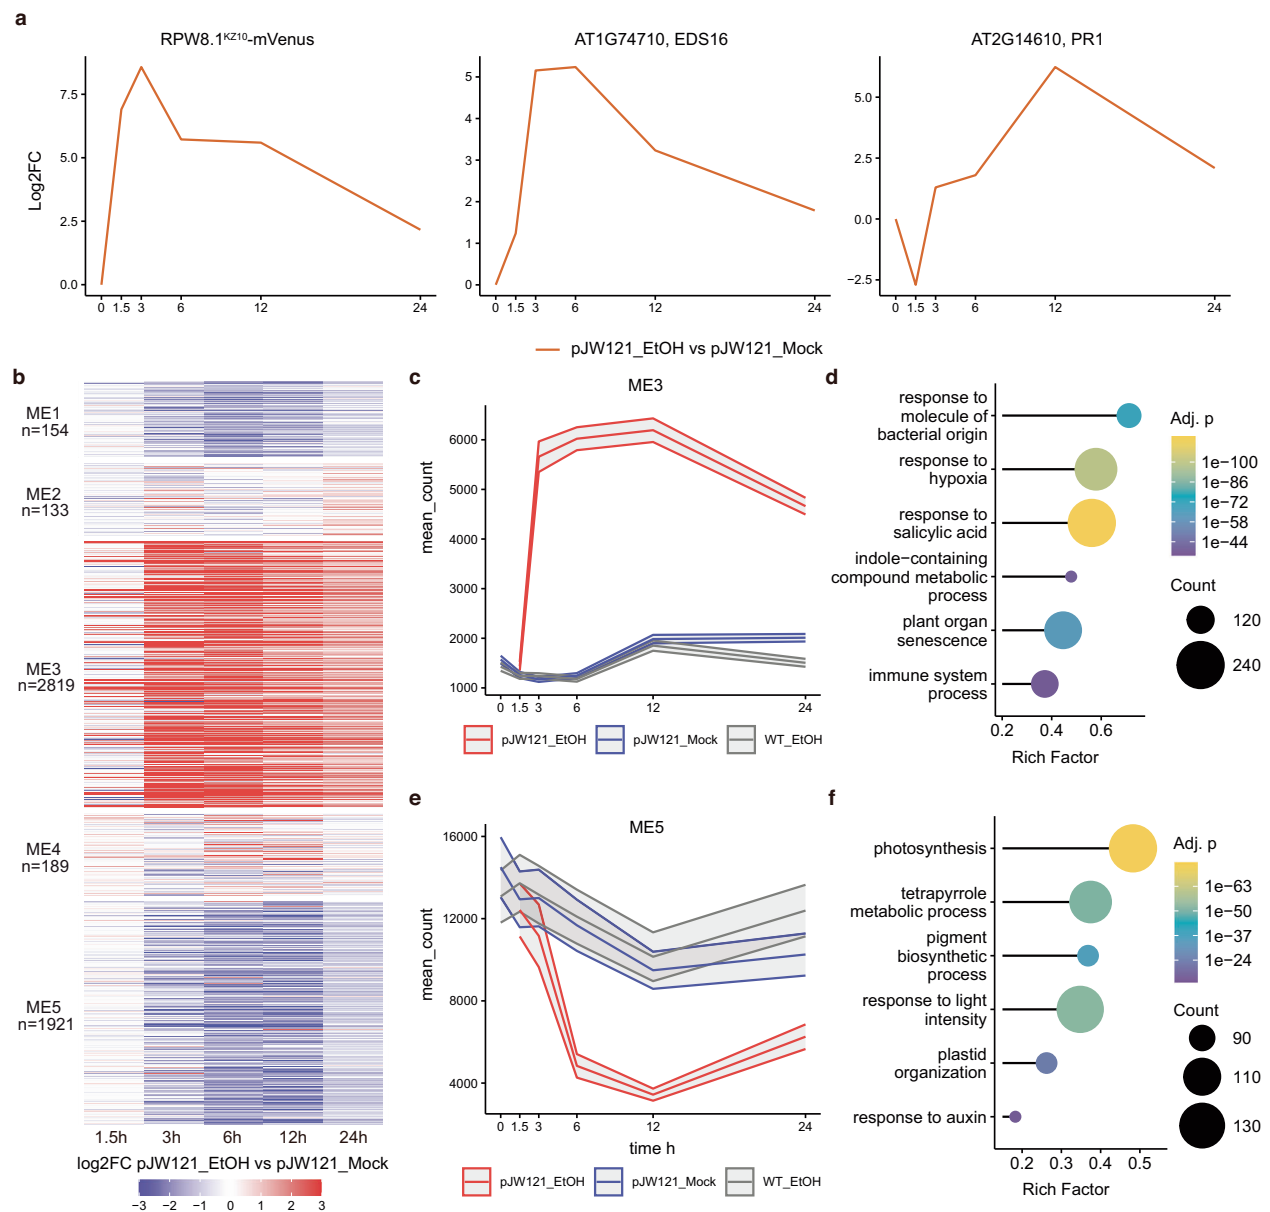 a
RPW8.1KZ10-mVenus
AT1G74710, EDS16
AT2G14610, PR1
Log2FC
7.5
5.0
2.5
0.0
0 1.5 3 6 12 24
5
4
3
2
1
0
0 1.5 3 6 12 24
5.0
2.5
0.0
−2.5
0 1.5 3 6 12 24
pJW121_EtOH vs pJW121_Mock
b
ME1
n=154
ME2
n=133
ME3
n=2819
ME4
n=189
ME5
n=1921
1.5h 3h 6h 12h 24h
log2FC pJW121_EtOH vs pJW121_Mock
−3 −2 −1 0 1 2 3
c
ME3
mean_count
6000
5000
4000
3000
2000
1000
0 1.5 3 6 12 24
pJW121_EtOH pJW121_Mock WT_EtOH
d
response to
molecule of
bacterial origin
response to
hypoxia
response to
salicylic acid
indole−containing
compound metabolic
process
plant organ
senescence
immune system
process
0.2 0.4 0.6
Rich Factor
Adj. p
1e−100
1e−86
1e−72
1e−58
1e−44
Count
120
240
e
ME5
mean_count
16000
12000
8000
4000
0 1.5 3 6 12 24
time h
pJW121_EtOH pJW121_Mock WT_EtOH
f
photosynthesis
tetrapyrrole
metabolic process
pigment
biosynthetic
process
response to light
intensity
plastid
organization
response to auxin
0.2 0.3 0.4 0.5
Rich Factor
Adj. p
1e−63
1e−50
1e−37
1e−24
Count
90
110
130